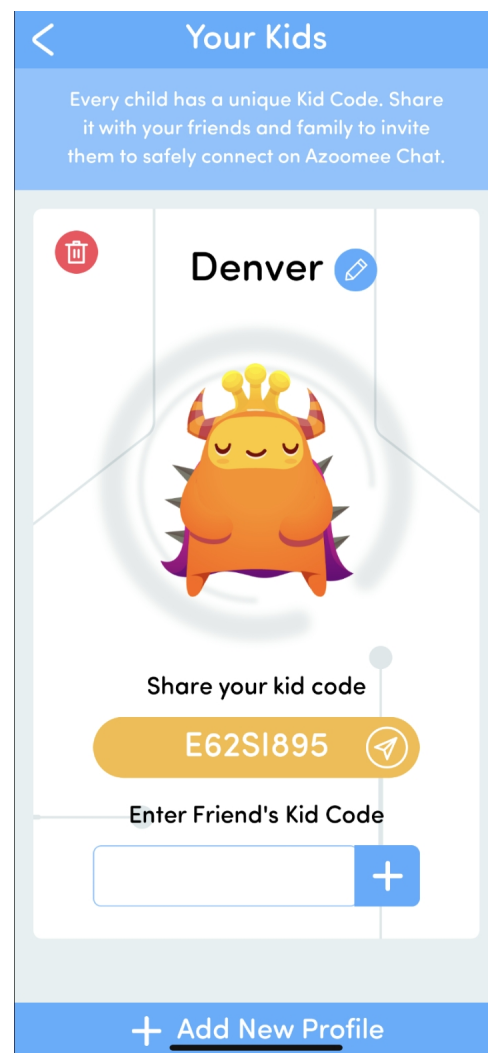 Your Kids
Every child has a unique Kid Code. Share
it with your friends and family to invite
them to safely connect on Azoomee Chat.
Denver
Share your kid code
E62SI895
Enter Friend's Kid Code
Add New Profile